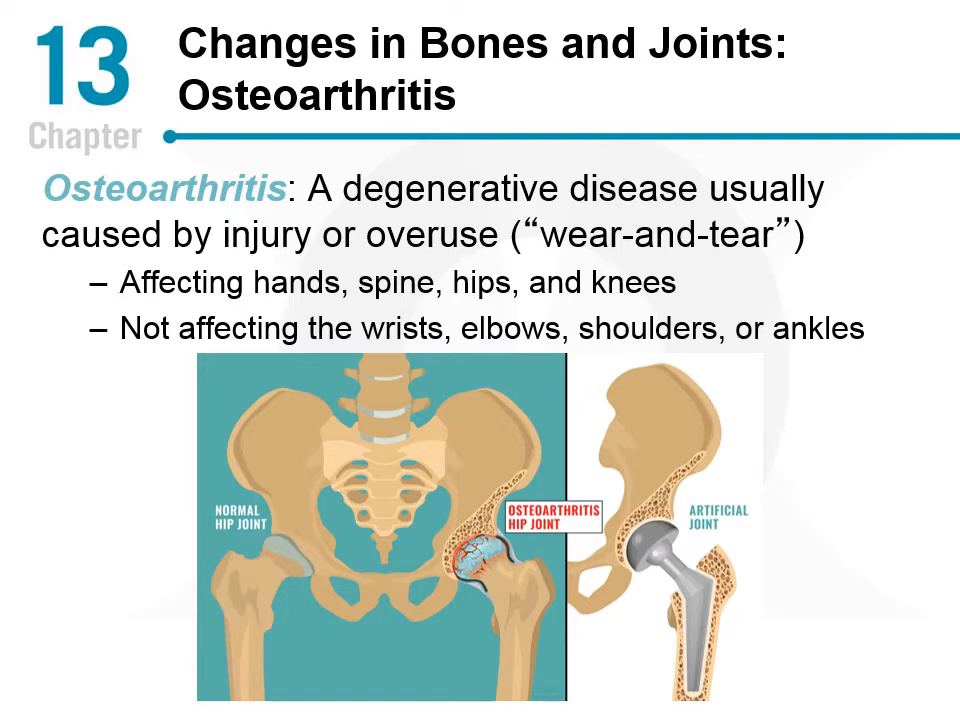 13
Chapter
Changes in Bones and Joints:
Osteoarthritis
Osteoarthritis: A degenerative disease usually
caused by injury or overuse (“wear-and-tear”)
– Affecting hands, spine, hips, and knees
– Not affecting the wrists, elbows, shoulders, or ankles
NORMAL
HIP JOINT
OSTEOARTHRITIS
HIP JOINT
ARTIFICIAL
JOINT